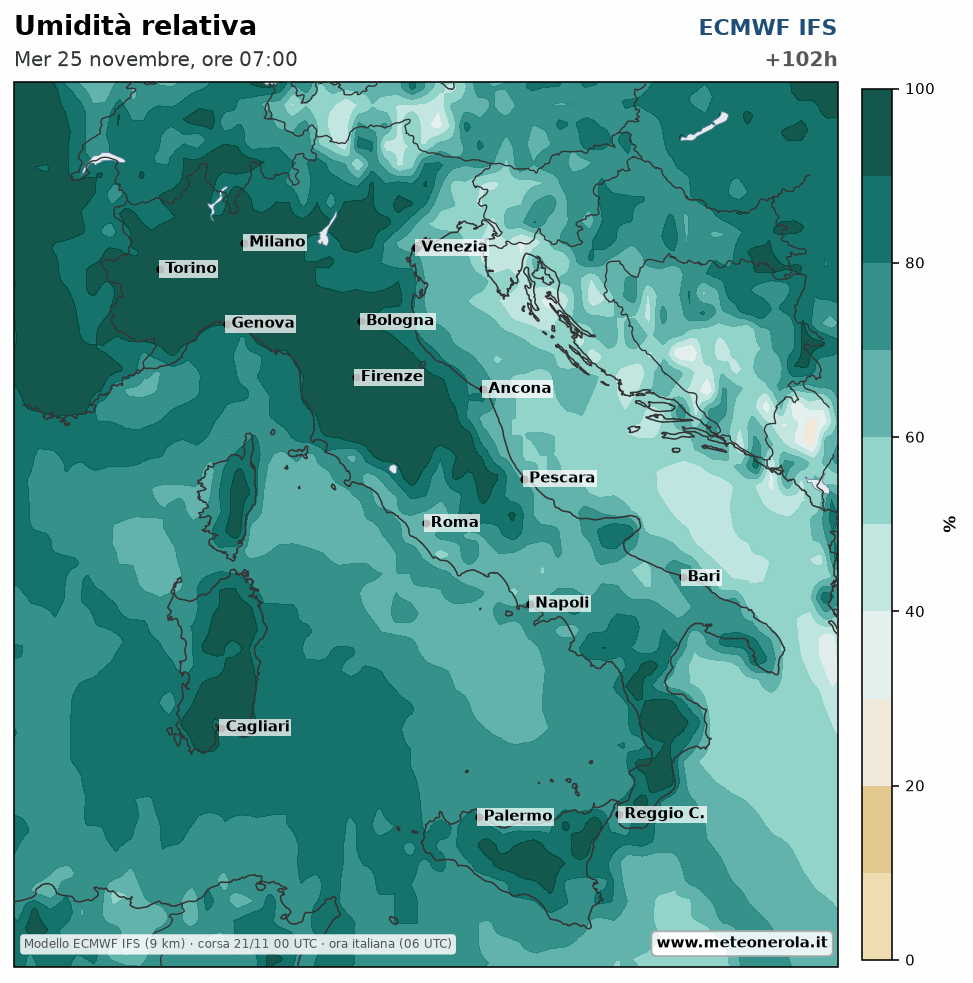 Umidità relativa
ECMWF IFS
Mer 25 novembre, ore 07:00
+102h
100
80
60
40
20
0
%
Milano
Venezia
Torino
Genova
Bologna
Firenze
Ancona
Pescara
Roma
Bari
Napoli
Cagliari
Palermo
Reggio C.
Modello ECMWF IFS (9 km) · corsa 21/11 00 UTC · ora italiana (06 UTC)
www.meteonerola.it